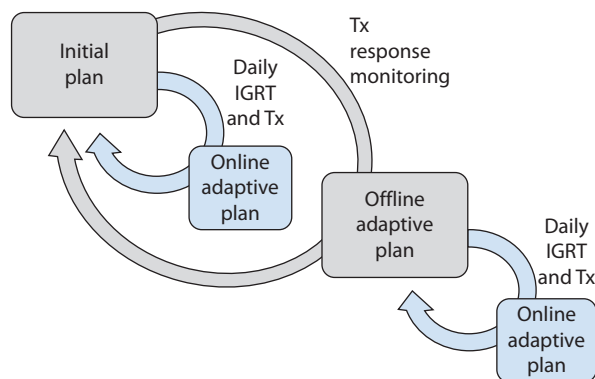 Initial
plan
Tx
response
monitoring
Daily
IGRT
and Tx
Online
adaptive
plan
Offline
adaptive
plan
Daily
IGRT
and Tx
Online
adaptive plan